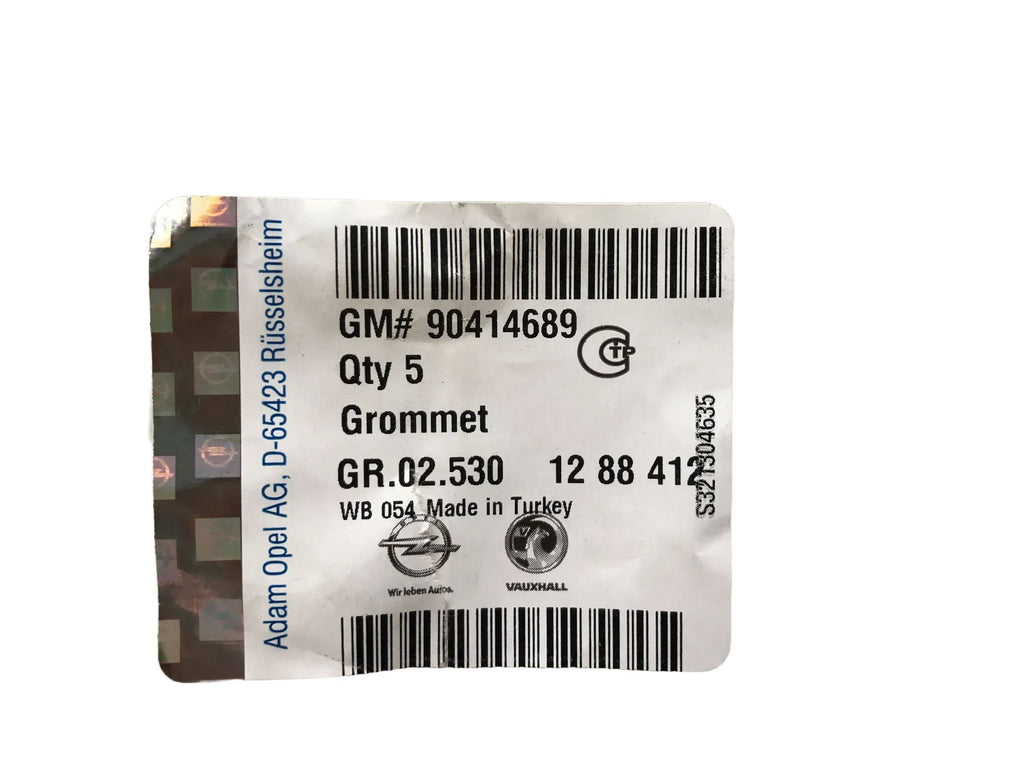 Adam Opel AG, D-65423 Rüsselsheim
GM# 90414689
Qty 5
Grommet
GR.02.530 12 88 412
WB 054 Made in Turkey
S321304635
OPEL
Wir leben Autos.
VAUXHALL